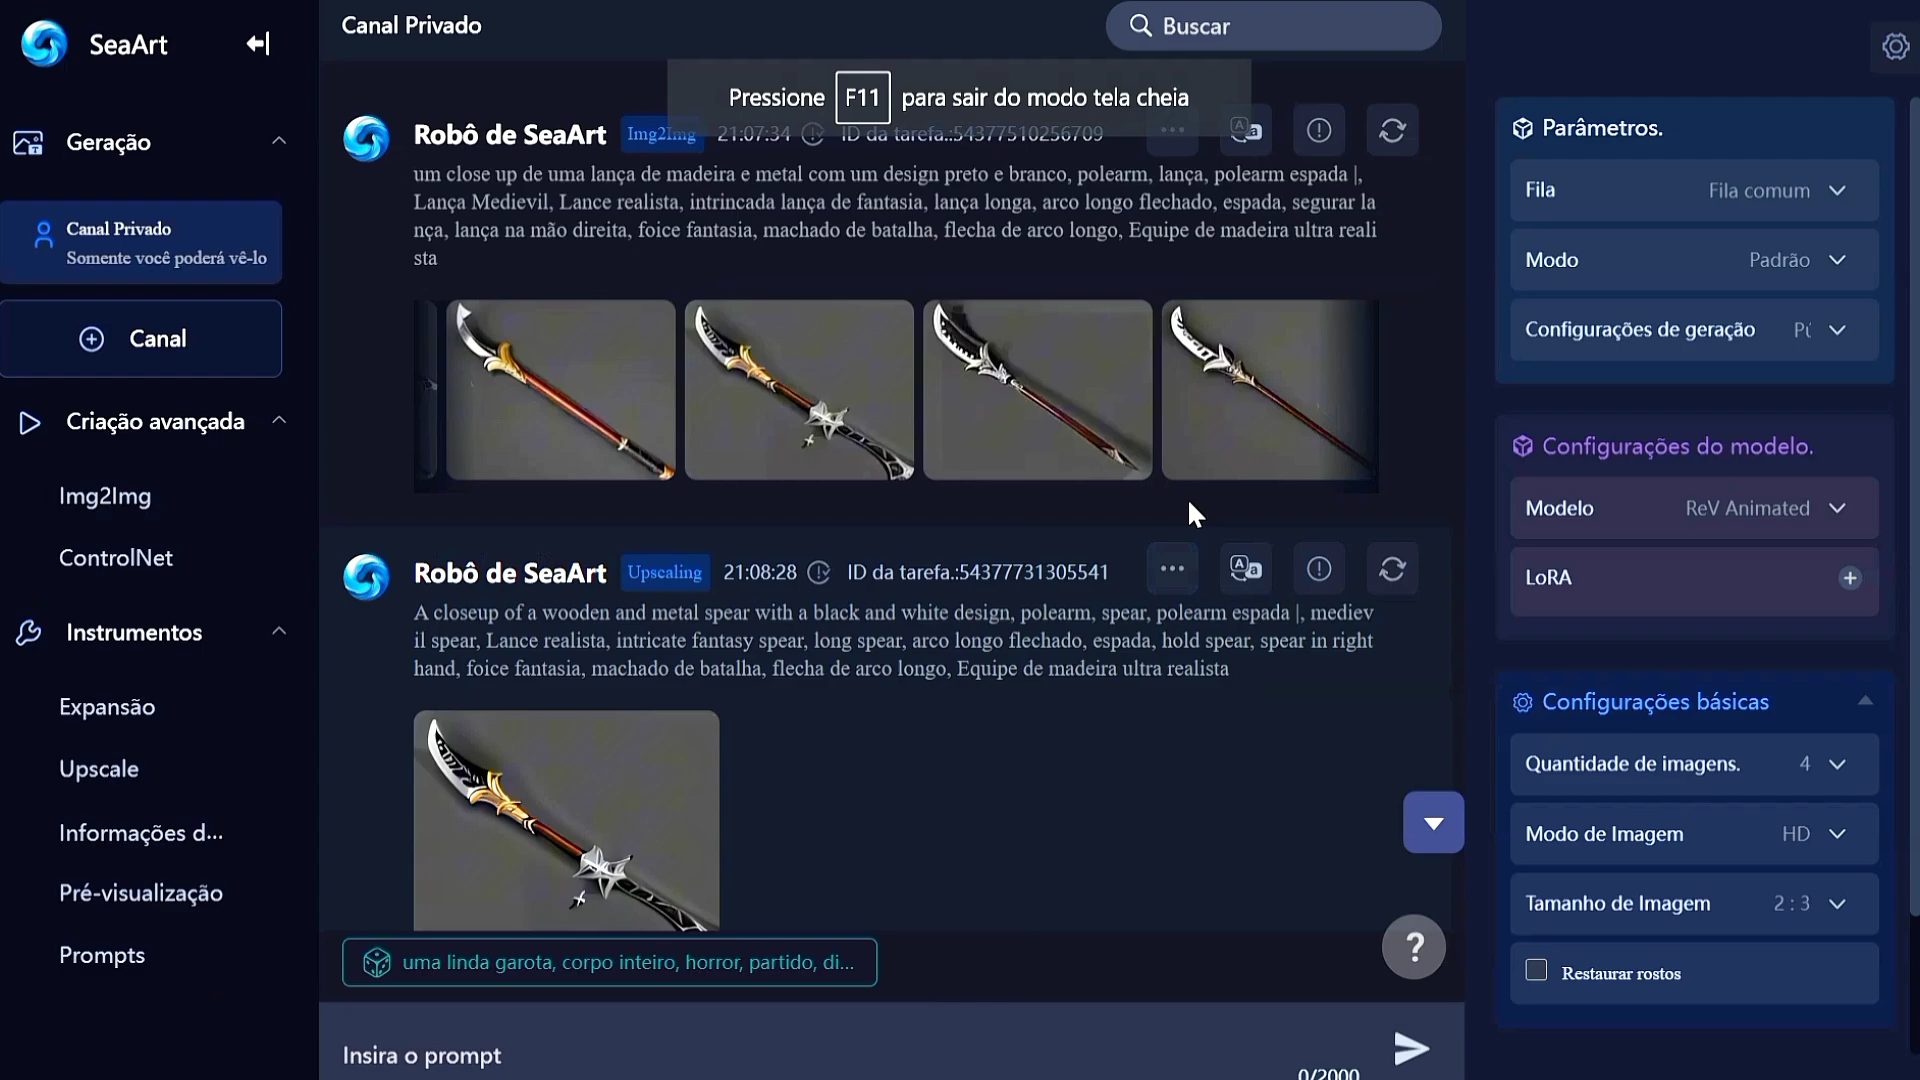 SeaArt
Geração
Canal Privado
Somente você poderá vê-lo
Canal
Criação avançada
Img2Img
ControlNet
Instrumentos
Expansão
Upscale
Informações d...
Pré-visualização
Prompts
Canal Privado
Buscar
Pressione F11 para sair do modo tela cheia
Robô de SeaArt Img2Img 21:07:34 ID da tarefa.:54377510256709
um close up de uma lança de madeira e metal com um design preto e branco, polearm, lança, polearm espada |,
Lança Medievil, Lance realista, intrincada lança de fantasia, lança longa, arco longo flechado, espada, segurar la
nça, lança na mão direita, foice fantasia, machado de batalha, flecha de arco longo, Equipe de madeira ultra reali
sta
Robô de SeaArt Upscaling 21:08:28 ID da tarefa.:54377731305541
A closeup of a wooden and metal spear with a black and white design, polearm, spear, polearm espada |, mediev
il spear, Lance realista, intricate fantasy spear, long spear, arco longo flechado, espada, hold spear, spear in right
hand, foice fantasia, machado de batalha, flecha de arco longo, Equipe de madeira ultra realista
uma linda garota, corpo inteiro, horror, partido, di...
?
Insira o prompt
0/2000
Parâmetros.
Fila Fila comum
Modo Padrão
Configurações de geração Pú
Configurações do modelo.
Modelo ReV Animated
LoRA
Configurações básicas
Quantidade de imagens. 4
Modo de Imagem HD
Tamanho de Imagem 2 : 3
Restaurar rostos